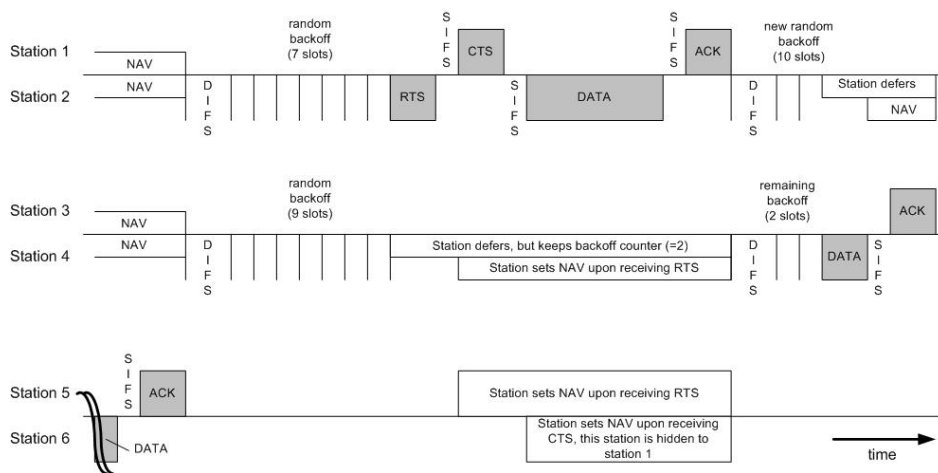 random
backoff
(7 slots)
S
I
F
S
S
I
F
S
new random
backoff
(10 slots)
Station 1
NAV
CTS
ACK
Station 2
NAV
D
I
F
S
RTS
S
I
F
S
DATA
D
I
F
S
Station defers
NAV
random
backoff
(9 slots)
remaining
backoff
(2 slots)
Station 3
NAV
ACK
Station 4
NAV
D
I
F
S
Station defers, but keeps backoff counter (=2)
Station sets NAV upon receiving RTS
D
I
F
S
DATA
S
I
F
S
S
I
F
S
Station 5
ACK
Station sets NAV upon receiving RTS
Station 6
DATA
Station sets NAV upon receiving
CTS, this station is hidden to
station 1
time